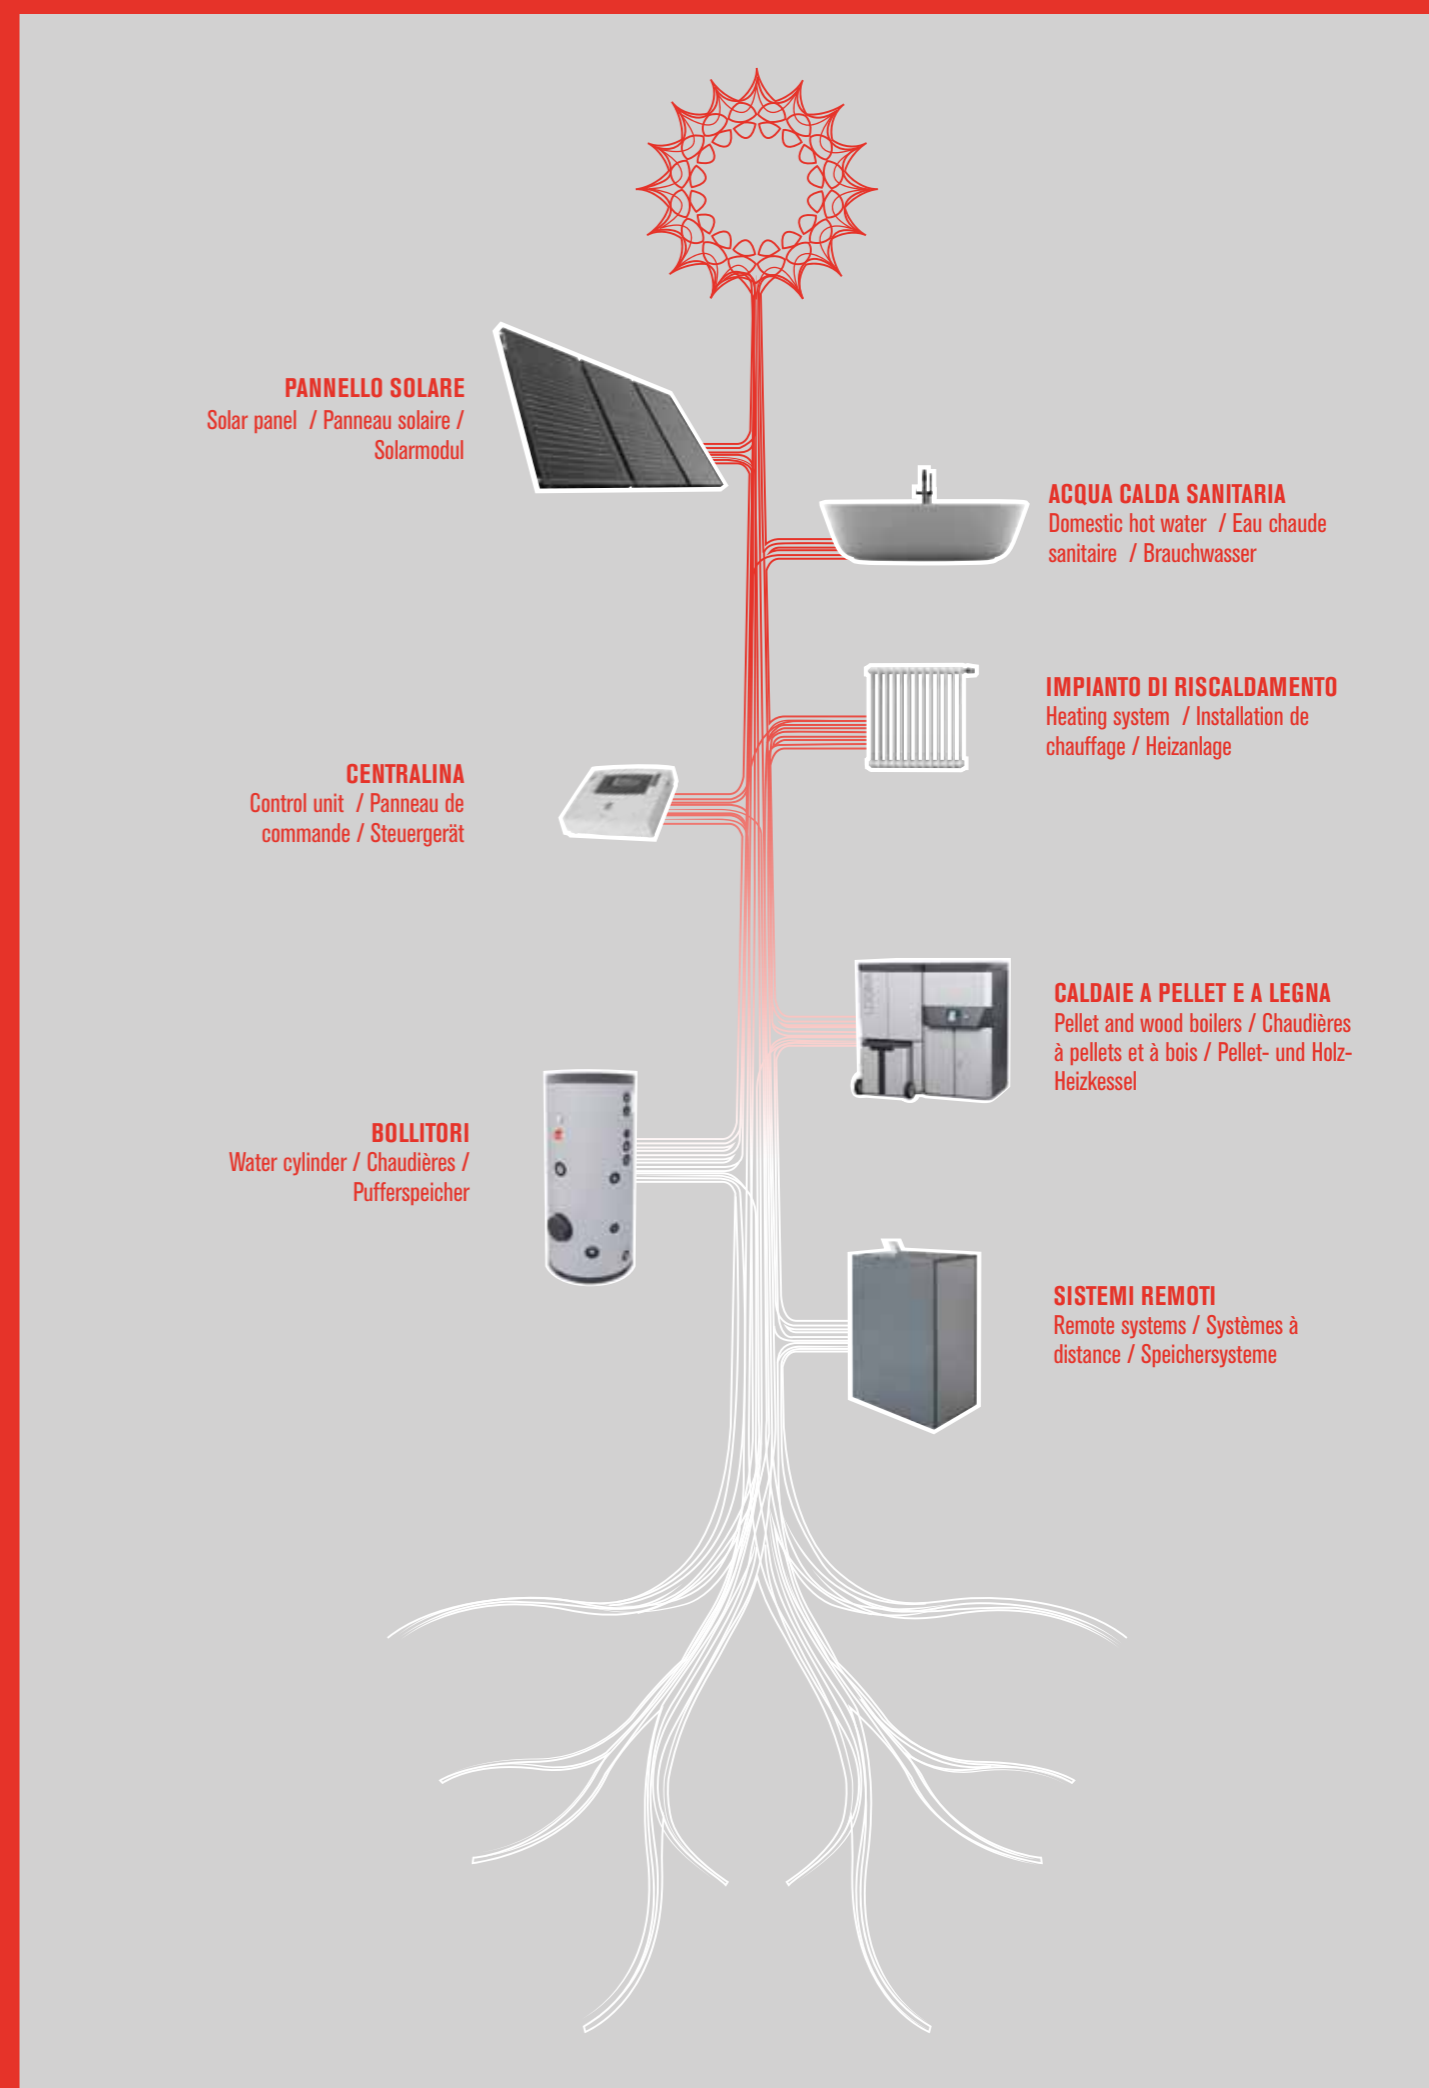 PANNELLO SOLARE
Solar panel / Panneau solaire /
Solarmodul
ACQUA CALDA SANITARIA
Domestic hot water / Eau chaude
sanitaire / Brauchwasser
IMPIANTO DI RISCALDAMENTO
Heating system / Installation de
chauffage / Heizanlage
CENTRALINA
Control unit / Panneau de
commande / Steuergerät
CALDAIE A PELLET E A LEGNA
Pellet and wood boilers / Chaudières
à pellets et à bois / Pellet- und Holz-
Heizkessel
BOLLITORI
Water cylinder / Chaudières /
Pufferspeicher
SISTEMI REMOTI
Remote systems / Systèmes à
distance / Speichersysteme